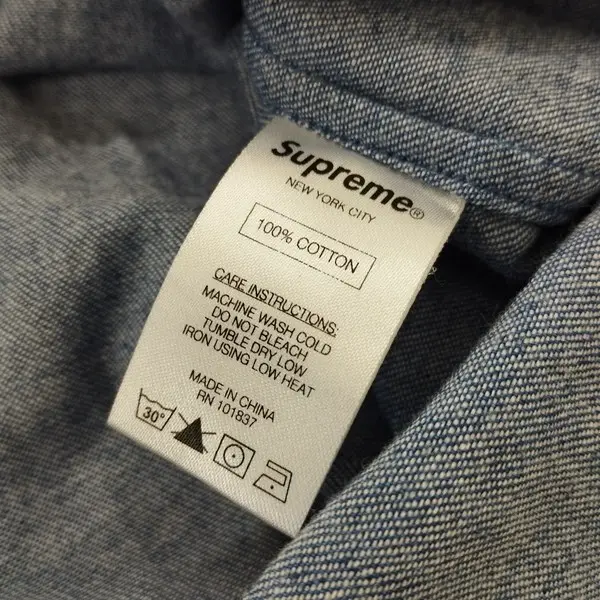 Supreme®
NEW YORK CITY
100% COTTON
CARE INSTRUCTIONS:
MACHINE WASH COLD
DO NOT BLEACH
TUMBLE DRY LOW
IRON USING LOW HEAT
MADE IN CHINA
RN 101837
30°